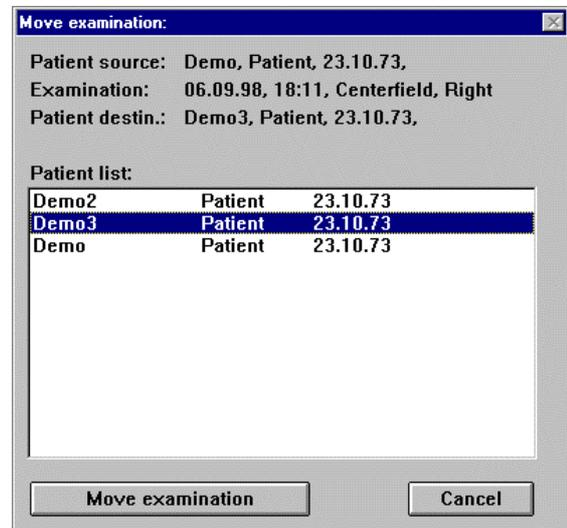 Move examination:
Patient source: Demo, Patient, 23.10.73,
Examination: 06.09.98, 18:11, Centerfield, Right
Patient destin.: Demo3, Patient, 23.10.73,
Patient list:
Demo2 Patient 23.10.73
Demo3 Patient 23.10.73
Demo Patient 23.10.73
Move examination Cancel